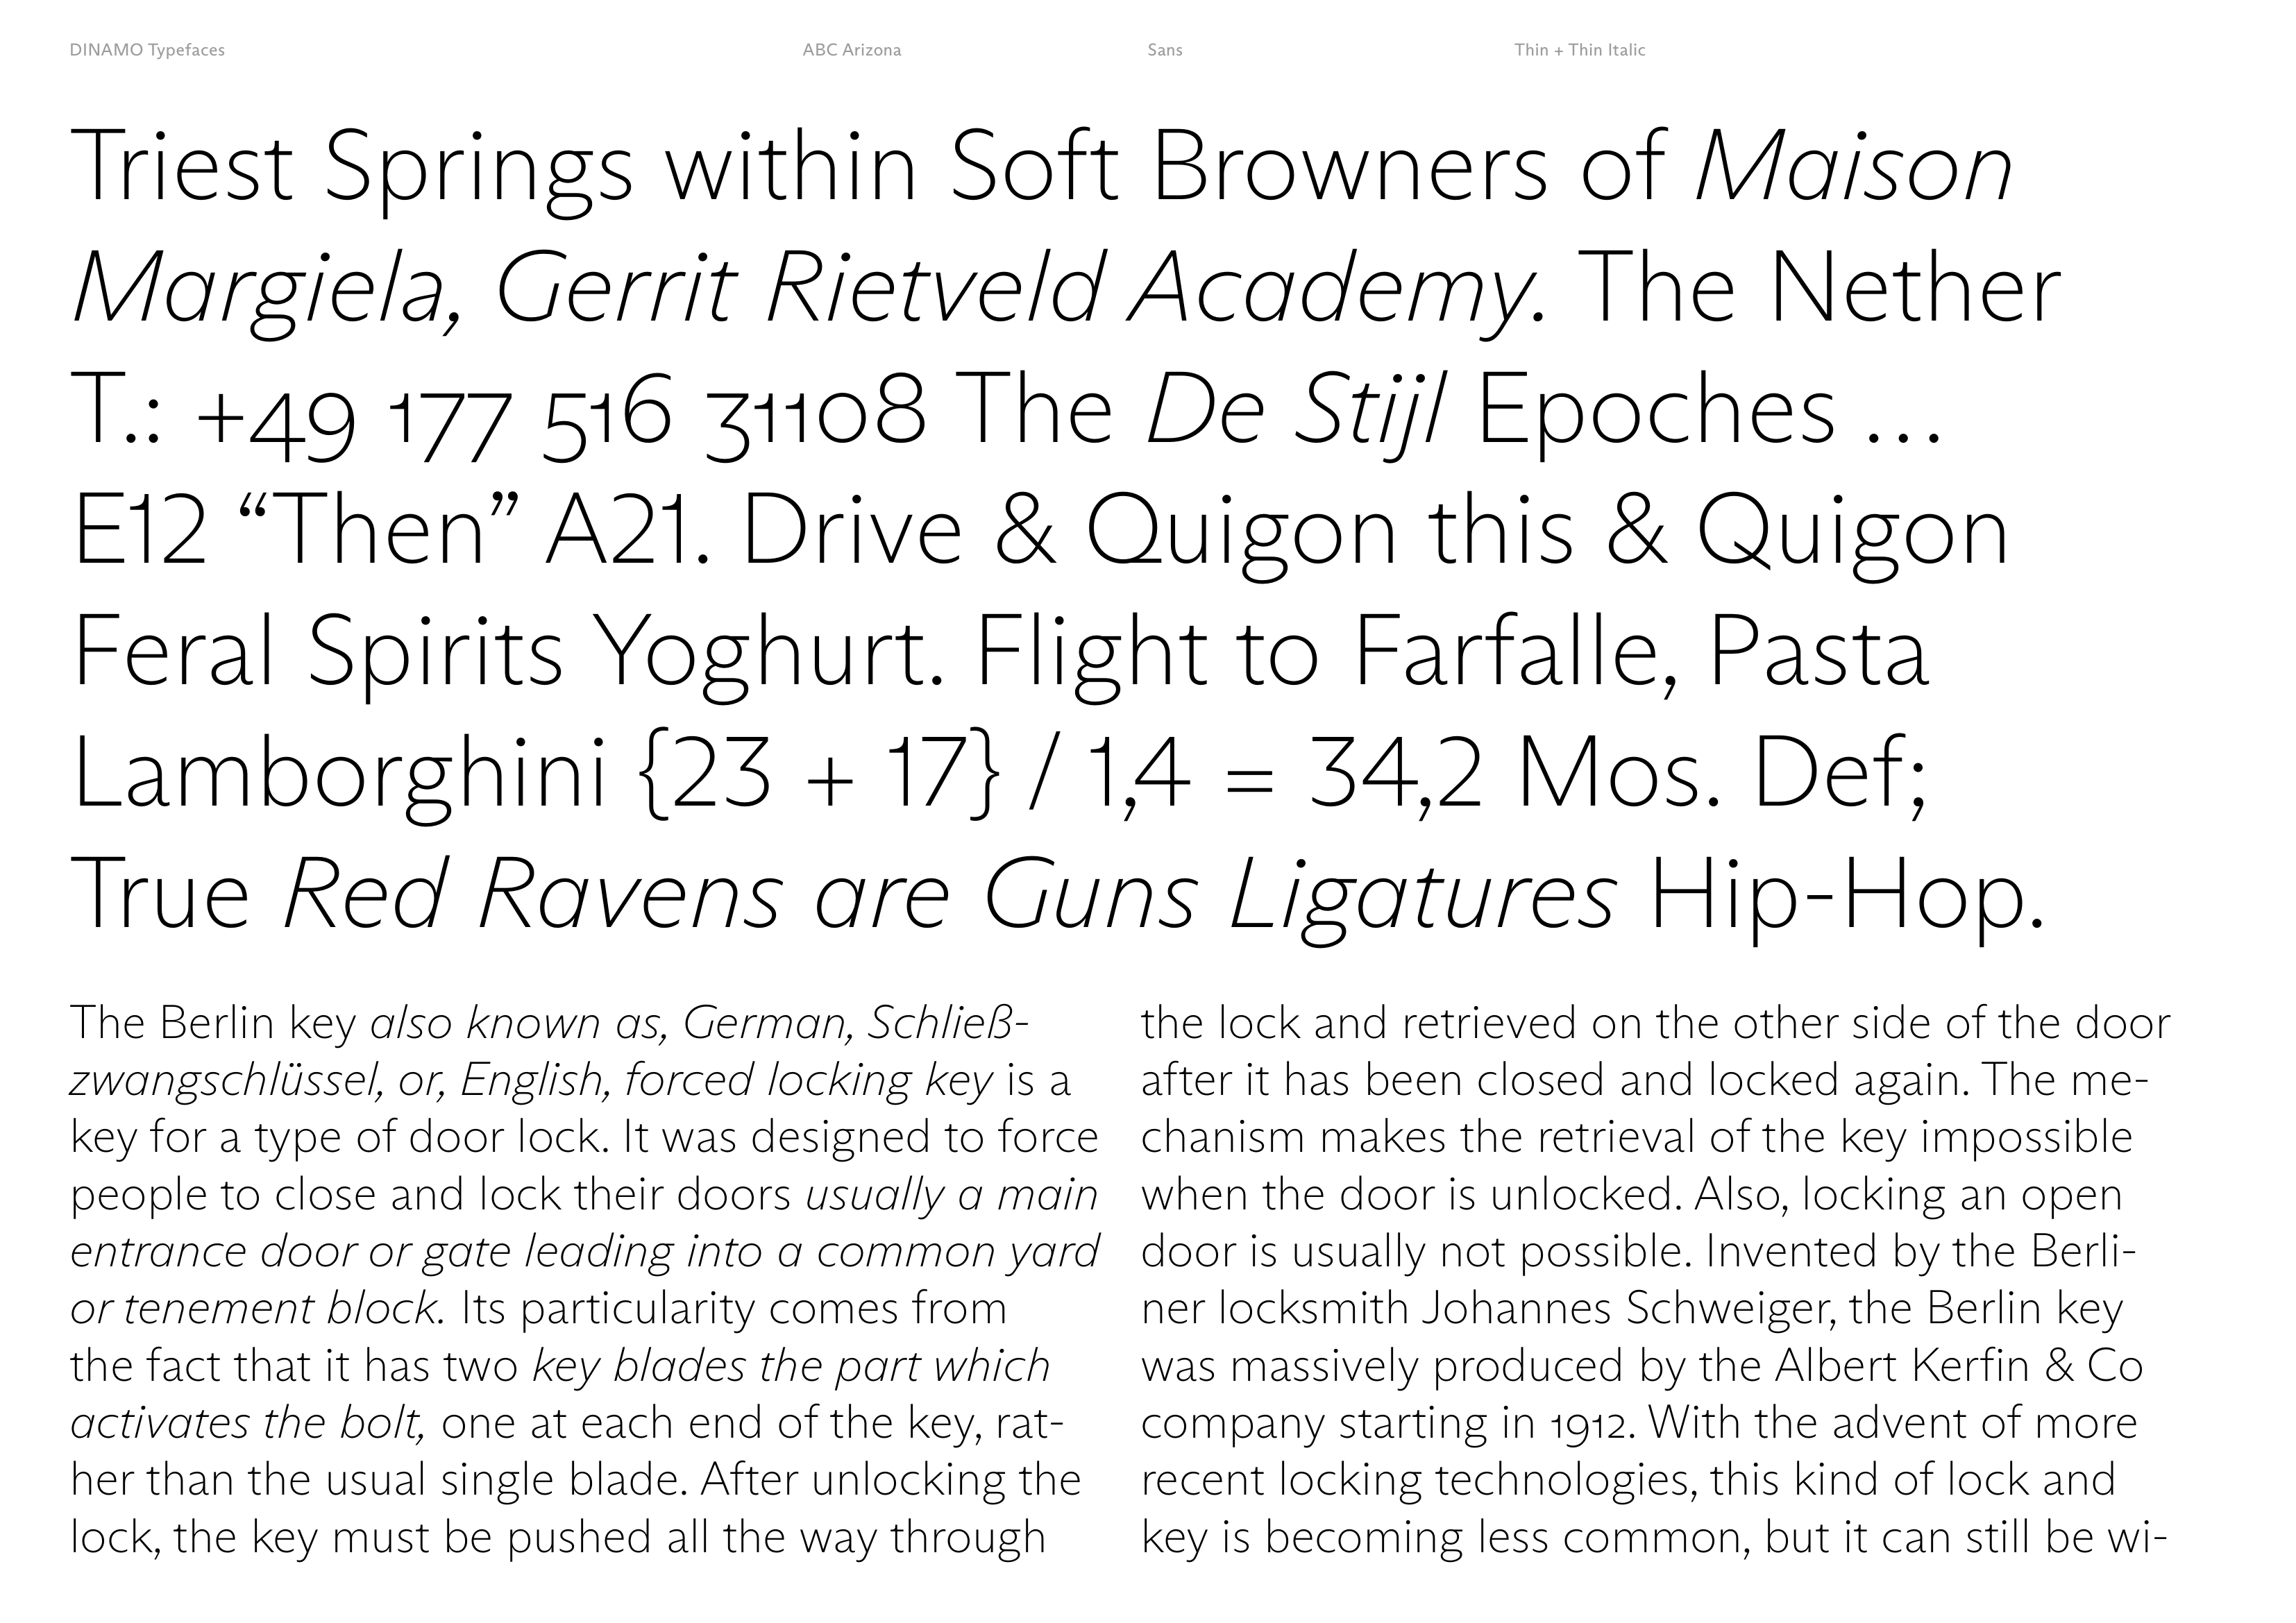 DINAMO Typefaces
ABC Arizona
Sans
Thin + Thin Italic
Triest Springs within Soft Browners of Maison
Margiela, Gerrit Rietveld Academy. The Nether
T.: +49 177 516 31108 The De Stijl Epoches …
E12 “Then” A21. Drive & Quigon this & Quigon
Feral Spirits Yoghurt. Flight to Farfalle, Pasta
Lamborghini {23 + 17} / 1,4 = 34,2 Mos. Def;
True Red Ravens are Guns Ligatures Hip-Hop.
The Berlin key also known as, German, Schließ-
zwangschlüssel, or, English, forced locking key is a
key for a type of door lock. It was designed to force
people to close and lock their doors usually a main
entrance door or gate leading into a common yard
or tenement block. Its particularity comes from
the fact that it has two key blades the part which
activates the bolt, one at each end of the key, rat-
her than the usual single blade. After unlocking the
lock, the key must be pushed all the way through
the lock and retrieved on the other side of the door
after it has been closed and locked again. The me-
chanism makes the retrieval of the key impossible
when the door is unlocked. Also, locking an open
door is usually not possible. Invented by the Berli-
ner locksmith Johannes Schweiger, the Berlin key
was massively produced by the Albert Kerfin & Co
company starting in 1912. With the advent of more
recent locking technologies, this kind of lock and
key is becoming less common, but it can still be wi-